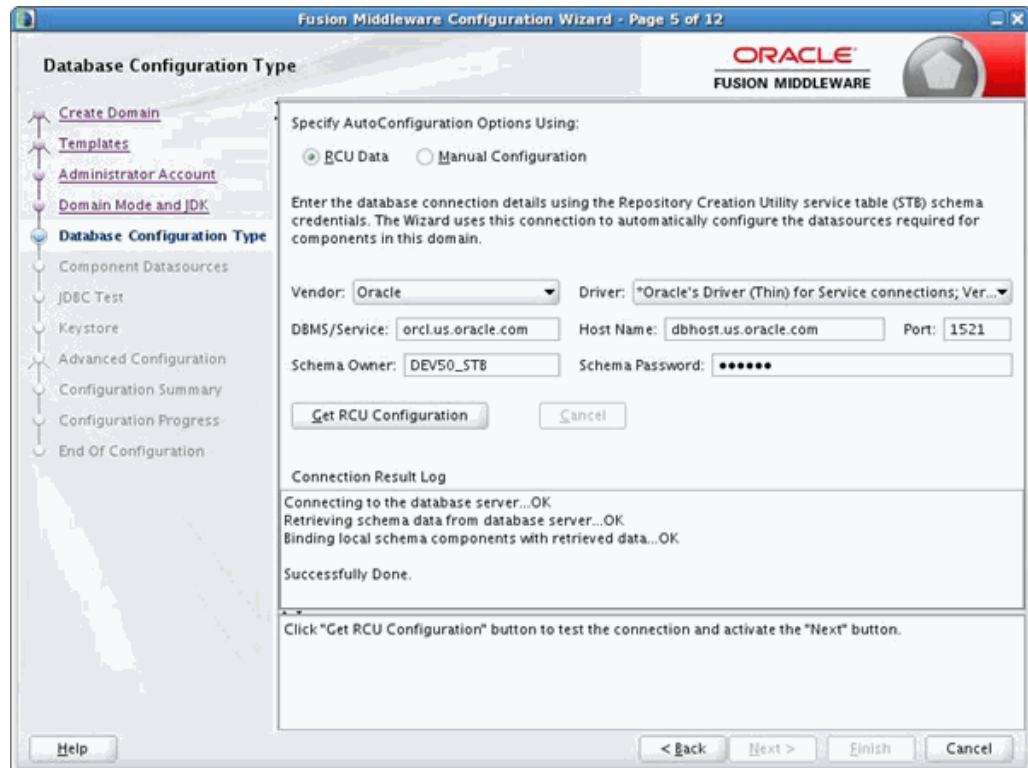 Fusion Middleware Configuration Wizard - Page 5 of 12
Database Configuration Type
ORACLE
FUSION MIDDLEWARE
Create Domain
Templates
Administrator Account
Domain Mode and JDK
Database Configuration Type
Component Datasources
JDBC Test
Keystore
Advanced Configuration
Configuration Summary
Configuration Progress
End Of Configuration
Specify AutoConfiguration Options Using:
RCU Data Manual Configuration
Enter the database connection details using the Repository Creation Utility service table (STB) schema
credentials. The Wizard uses this connection to automatically configure the datasources required for
components in this domain.
Vendor: Oracle Driver: *Oracle's Driver (Thin) for Service connections; Ver...
DBMS/Service: orcl.us.oracle.com Host Name: dbhost.us.oracle.com Port: 1521
Schema Owner: DEV50_STB Schema Password: ••••••
Get RCU Configuration Cancel
Connection Result Log
Connecting to the database server...OK
Retrieving schema data from database server...OK
Binding local schema components with retrieved data...OK
Successfully Done.
Click "Get RCU Configuration" button to test the connection and activate the "Next" button.
Help < Back Next > Finish Cancel